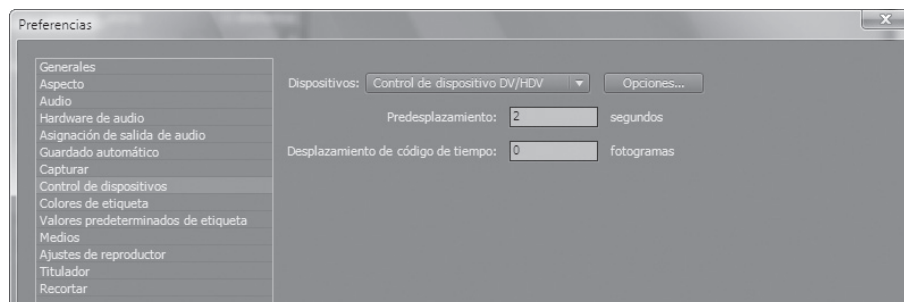 Preferencias
Generales
Aspecto
Audio
Hardware de audio
Asignación de salida de audio
Guardado automático
Capturar
Control de dispositivos
Colores de etiqueta
Valores predeterminados de etiqueta
Medios
Ajustes de reproductor
Titulador
Recortar
Dispositivos: Control de dispositivo DV/HDV Opciones...
Predesplazamiento: 2 segundos
Desplazamiento de código de tiempo: 0 fotogramas